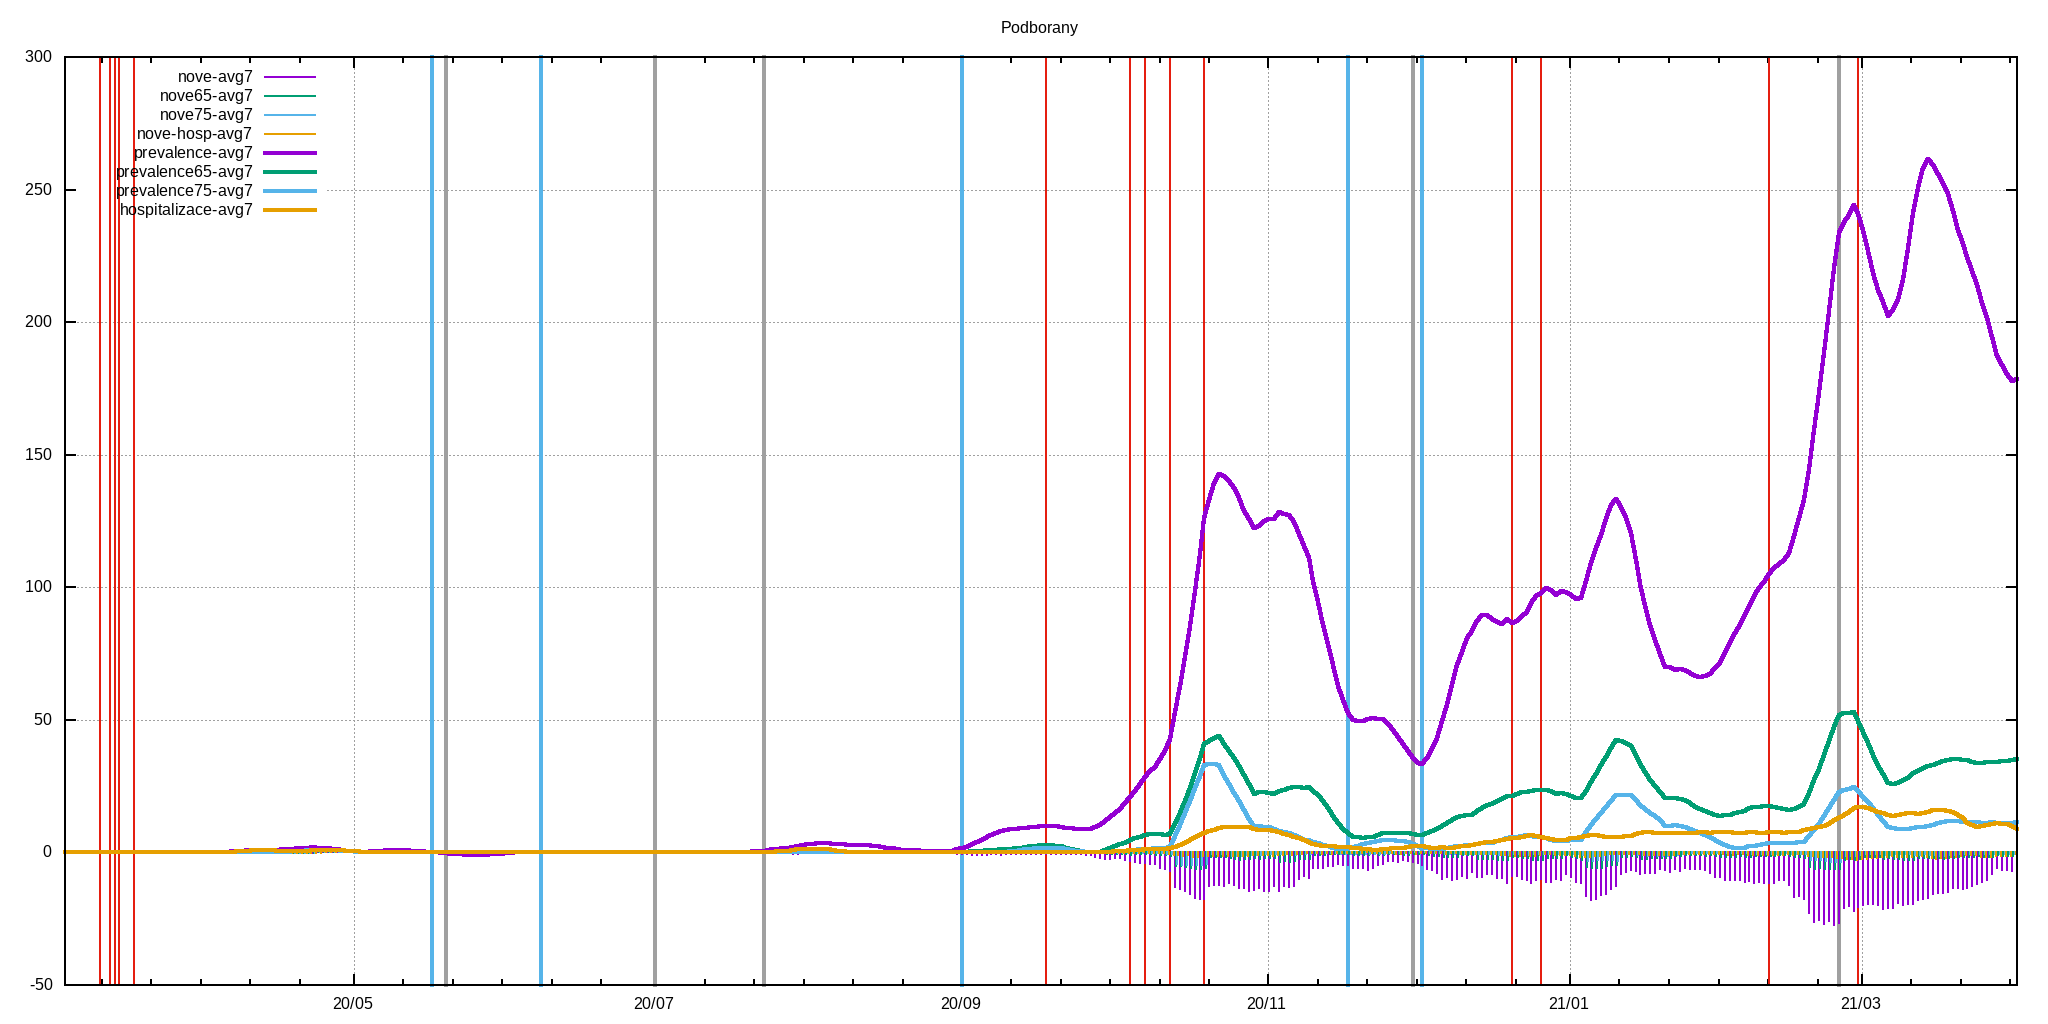 Podborany
300
250
200
150
100
50
0
-50
nove-avg7
nove65-avg7
nove75-avg7
nove-hosp-avg7
prevalence-avg7
prevalence65-avg7
prevalence75-avg7
hospitalizace-avg7
20/05 20/07 20/09 20/11 21/01 21/03